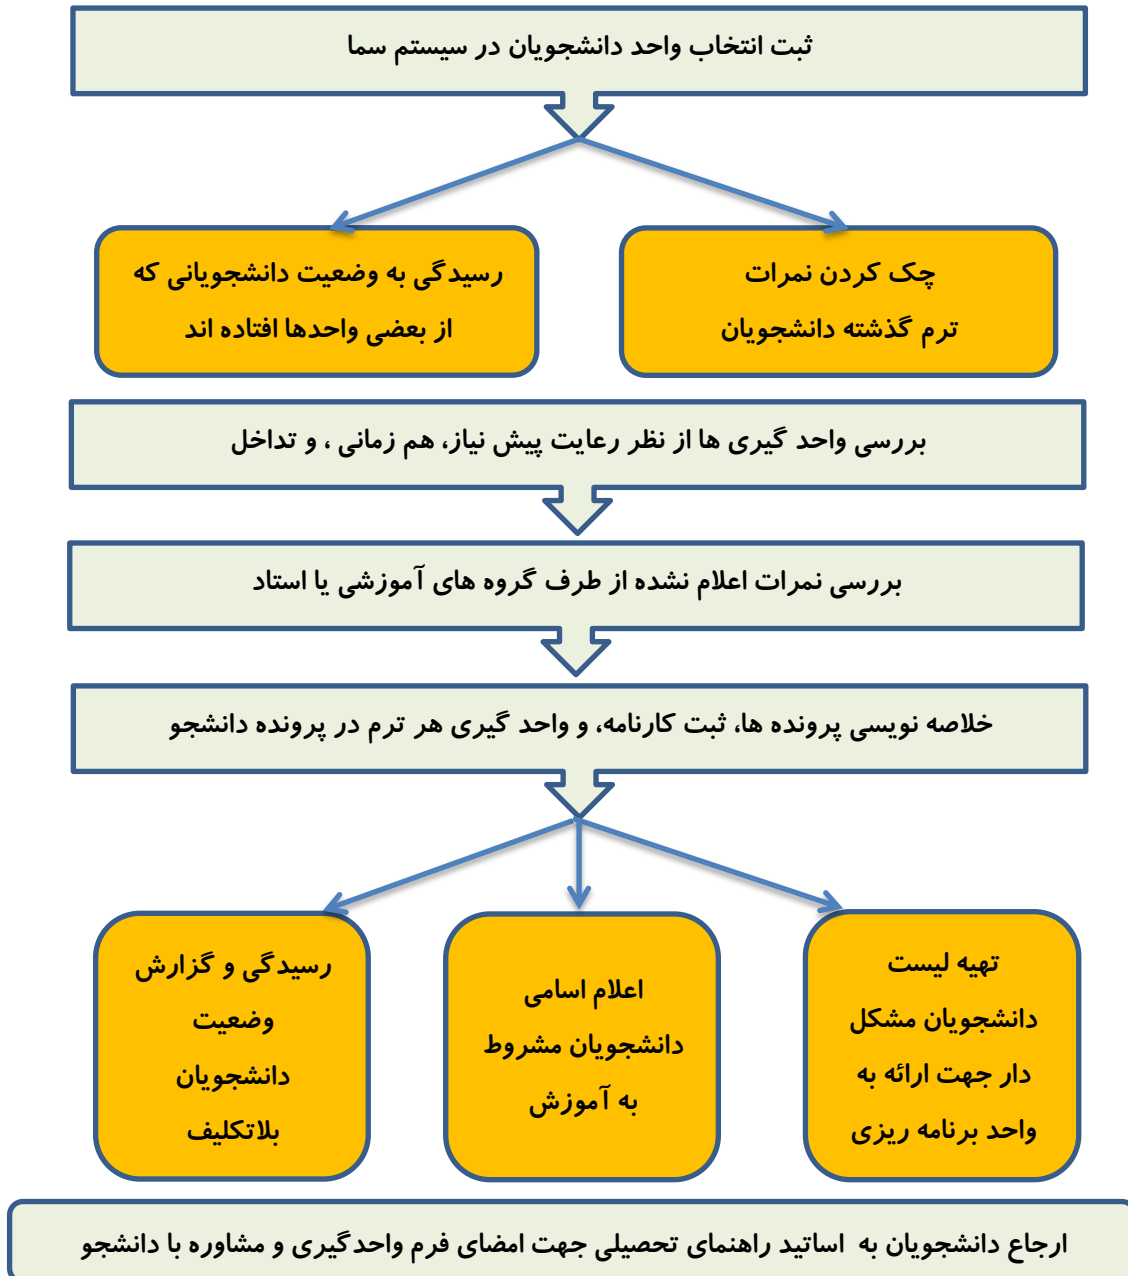 ثبت انتخاب واحد دانشجویان در سیستم سما
چک کردن نمرات
ترم گذشته دانشجویان
رسیدگی به وضعیت دانشجویانی که
از بعضی واحدها افتاده اند
بررسی واحد گیری ها از نظر رعایت پیش نیاز، هم زمانی ، و تداخل
بررسی نمرات اعلام نشده از طرف گروه های آموزشی یا استاد
خلاصه نویسی پرونده ها، ثبت کارنامه، و واحد گیری هر ترم در پرونده دانشجو
تهیه لیست
دانشجویان مشکل
دار جهت ارائه به
واحد برنامه ریزی
اعلام اسامی
دانشجویان مشروط
به آموزش
رسیدگی و گزارش
وضعیت
دانشجویان
بلاتکلیف
ارجاع دانشجویان به اساتید راهنمای تحصیلی جهت امضای فرم واحدگیری و مشاوره با دانشجو